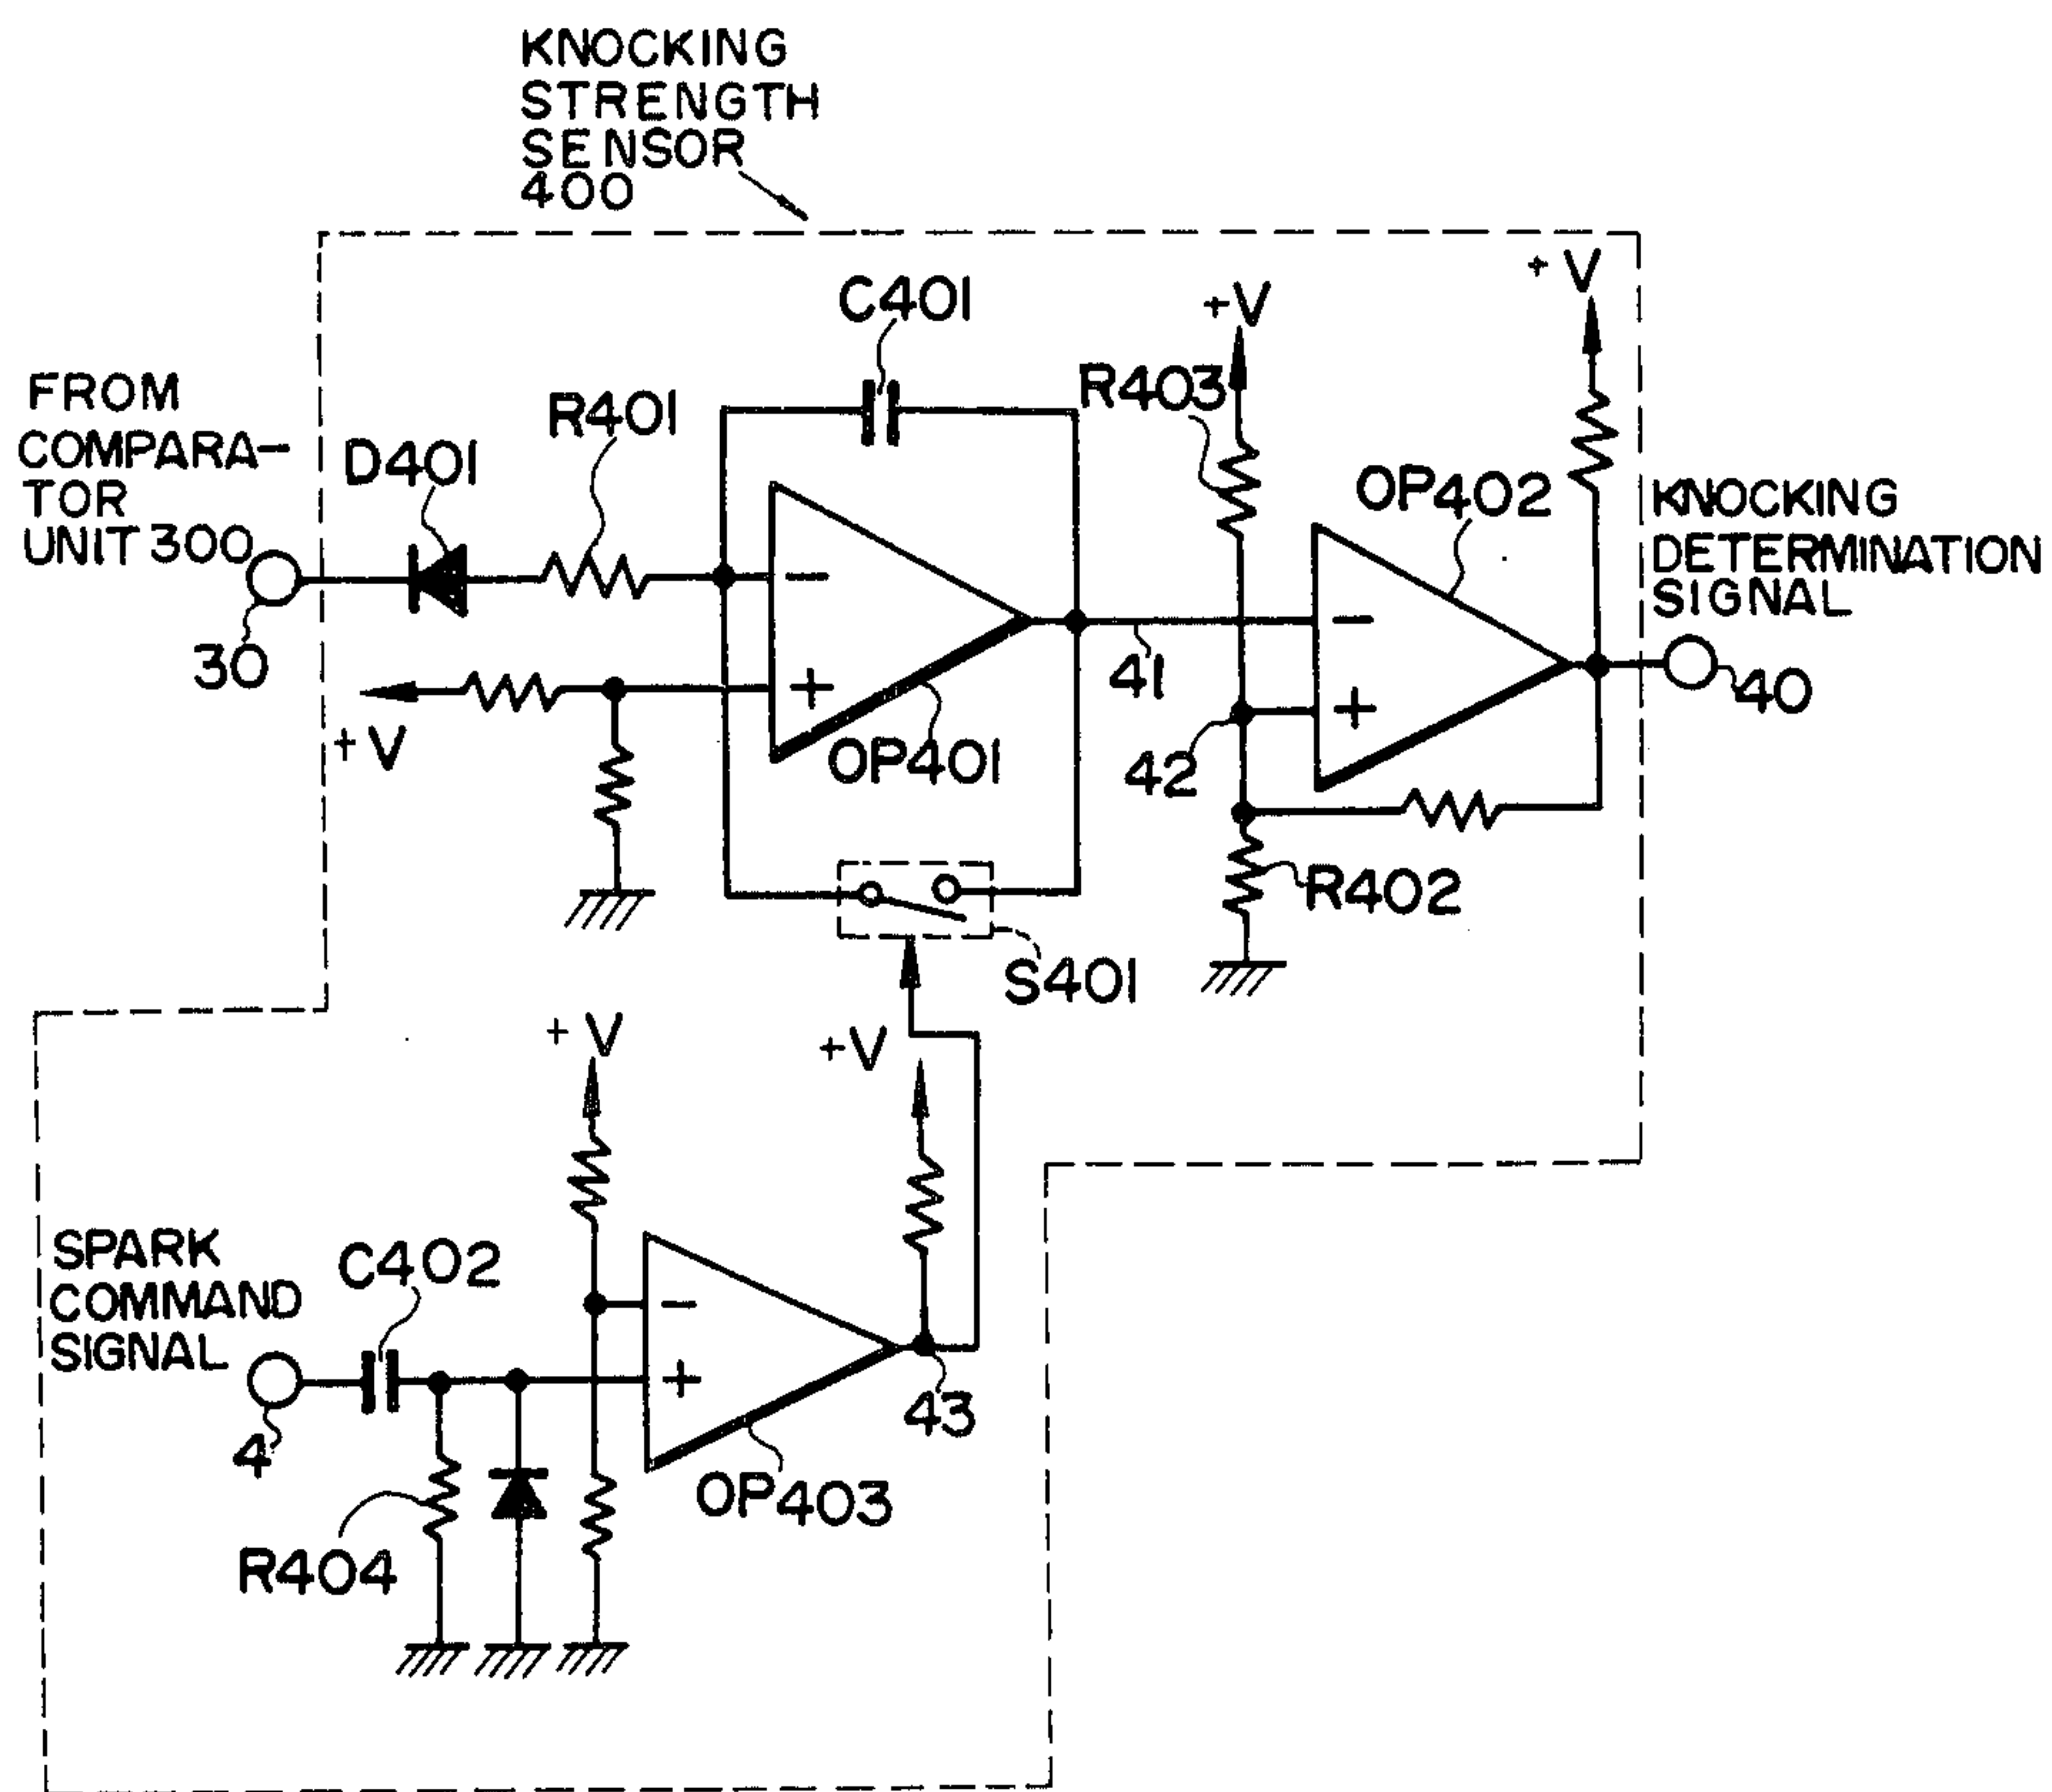 KNOCKING
STRENGTH
SENSOR
400
+V
C401
+V
R403
FROM
COMPARA-
TOR
UNIT 300
D401
R401
OP402
KNOCKING
DETERMINATION
SIGNAL
30
-
+
+V
OP401
41
-
+
42
40
R402
S401
+V
+V
SPARK
COMMAND
SIGNAL
C402
-
+
4
43
OP403
R404